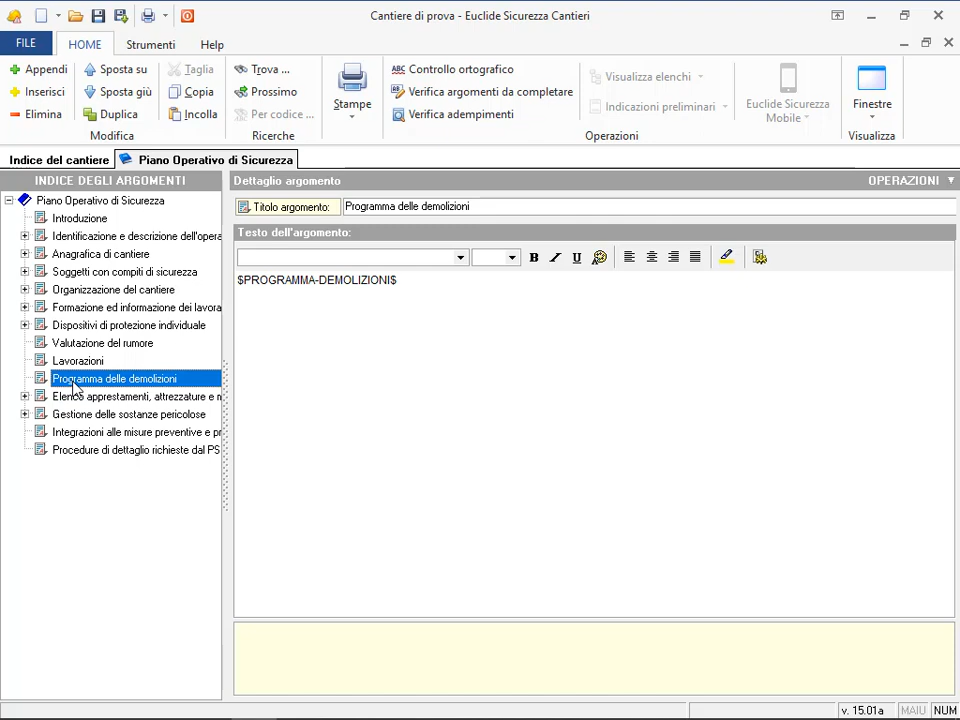 Cantiere di prova - Euclide Sicurezza Cantieri
FILE
HOME
Strumenti
Help
Appendi
Sposta su
Taglia
Trova ...
Inserisci
Sposta giù
Copia
Prossimo
Elimina
Duplica
Incolla
Per codice ...
Modifica
Ricerche
Stampe
ABC Controllo ortografico
Verifica argomenti da completare
Verifica adempimenti
Visualizza elenchi
Indicazioni preliminari
Euclide Sicurezza
Mobile
Operazioni
Finestre
Visualizza
Indice del cantiere
Piano Operativo di Sicurezza
INDICE DEGLI ARGOMENTI
Dettaglio argomento
OPERAZIONI
Piano Operativo di Sicurezza
Introduzione
Identificazione e descrizione dell'opera
Anagrafica di cantiere
Soggetti con compiti di sicurezza
Organizzazione del cantiere
Formazione ed informazione dei lavora
Dispositivi di protezione individuale
Valutazione del rumore
Lavorazioni
Programma delle demolizioni
Elenco apprestamenti, attrezzature e n
Gestione delle sostanze pericolose
Integrazioni alle misure preventive e pr
Procedure di dettaglio richieste dal PS
Titolo argomento:
Programma delle demolizioni
Testo dell'argomento:
B I U
$PROGRAMMA-DEMOLIZIONI$
v. 15.01a
MAIU
NUM